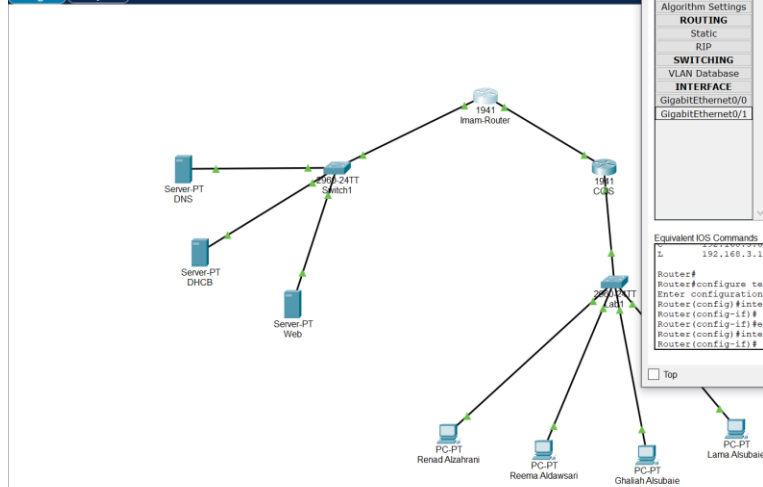 Algorithm Settings
ROUTING
Static
RIP
SWITCHING
VLAN Database
INTERFACE
GigabitEthernet0/0
GigabitEthernet0/1
Equivalent IOS Commands
L 192.168.3.1
Router#
Router#configure te
Enter configuration
Router(config)#inte
Router(config-if)#
Router(config-if)#e
Router(config)#inte
Router(config-if)#
Top
1941
Imam-Router
2960-24TT
Switch1
1941
Server-PT
DNS
Server-PT
DHCB
Server-PT
Web
2960-24TT
Lab1
PC-PT
Renad Alzahrani
PC-PT
Reema Aldawsari
PC-PT
Ghaliah Alsubaie
PC-PT
Lama Alsubaie